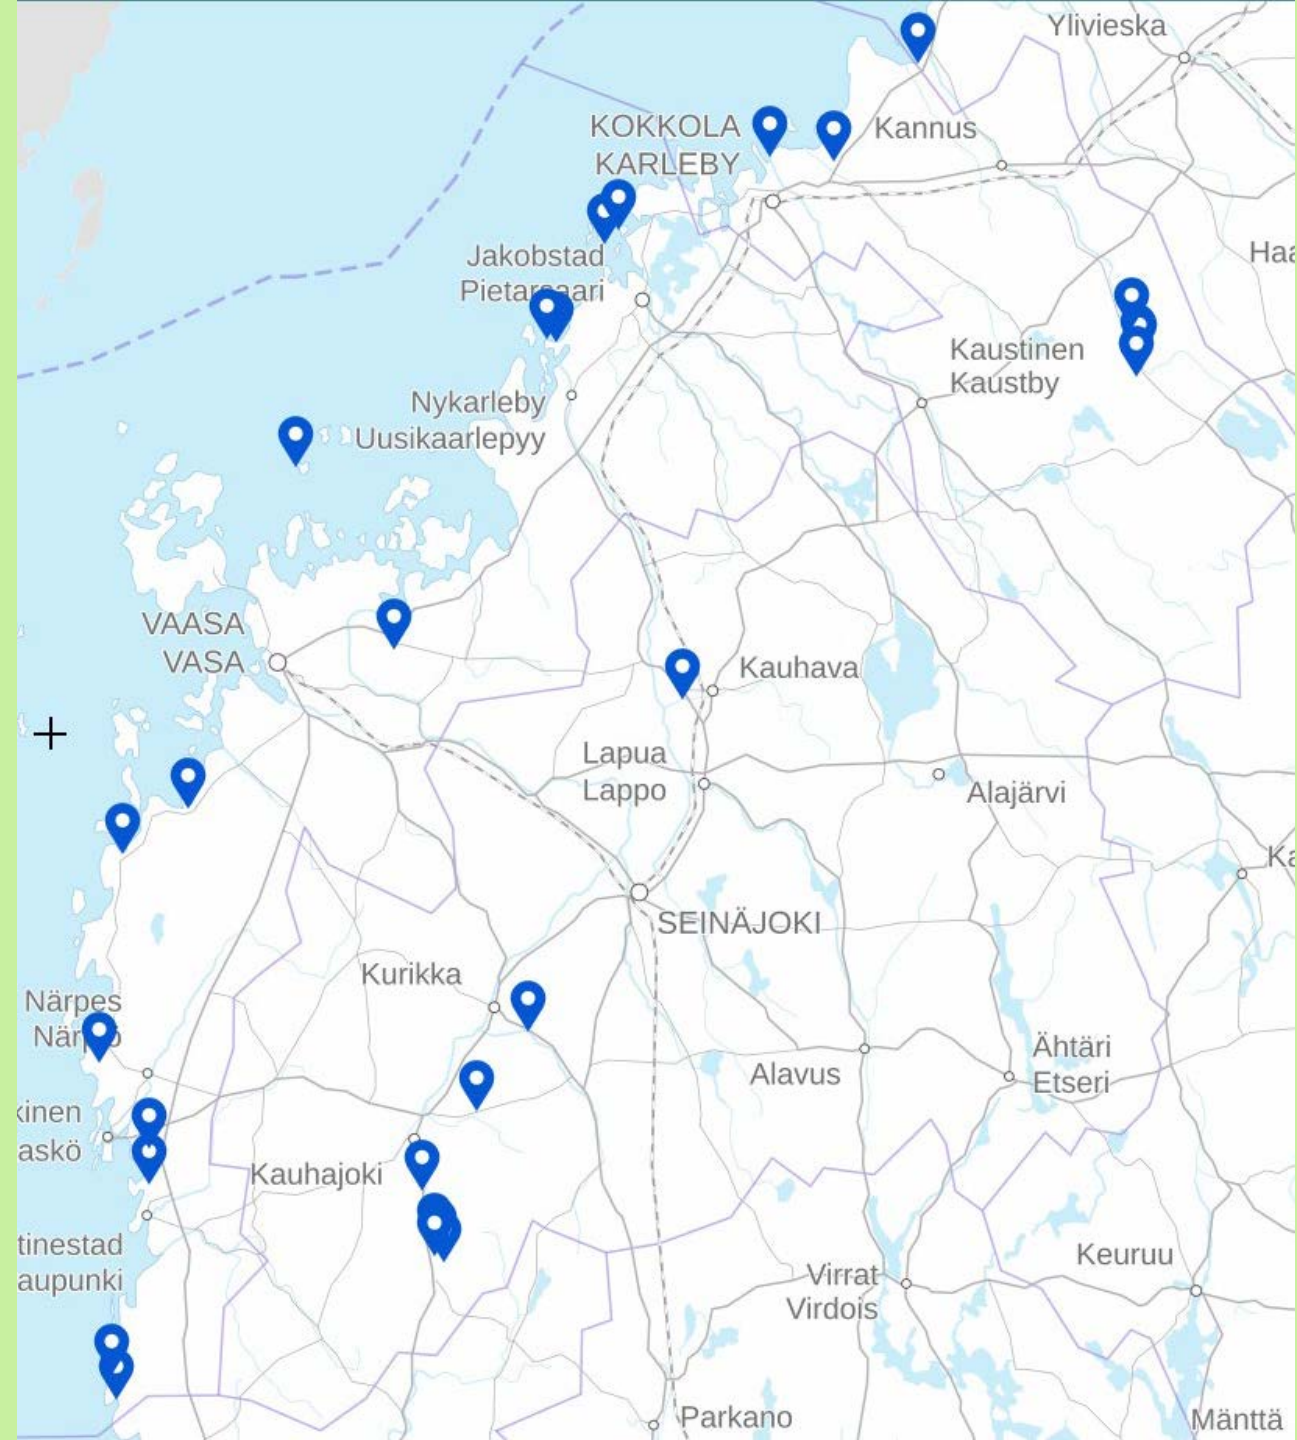 Ylivieska
KOKKOLA
KARLEBY
Kannus
Jakobstad
Haa
Kaustinen
Kaustby
Nykarleby
Uusikaarlepyy
VAASA
VASA
Kauhava
Lapua
Lappo
Alajärvi
SEINÄJOKI
Kurikka
Närpes
Ähtäri
Etseri
Alavus
kinen
askö
Kauhajoki
tinestad
aupunki
Keuruu
Virrat
Virdois
Parkano
Mänttä